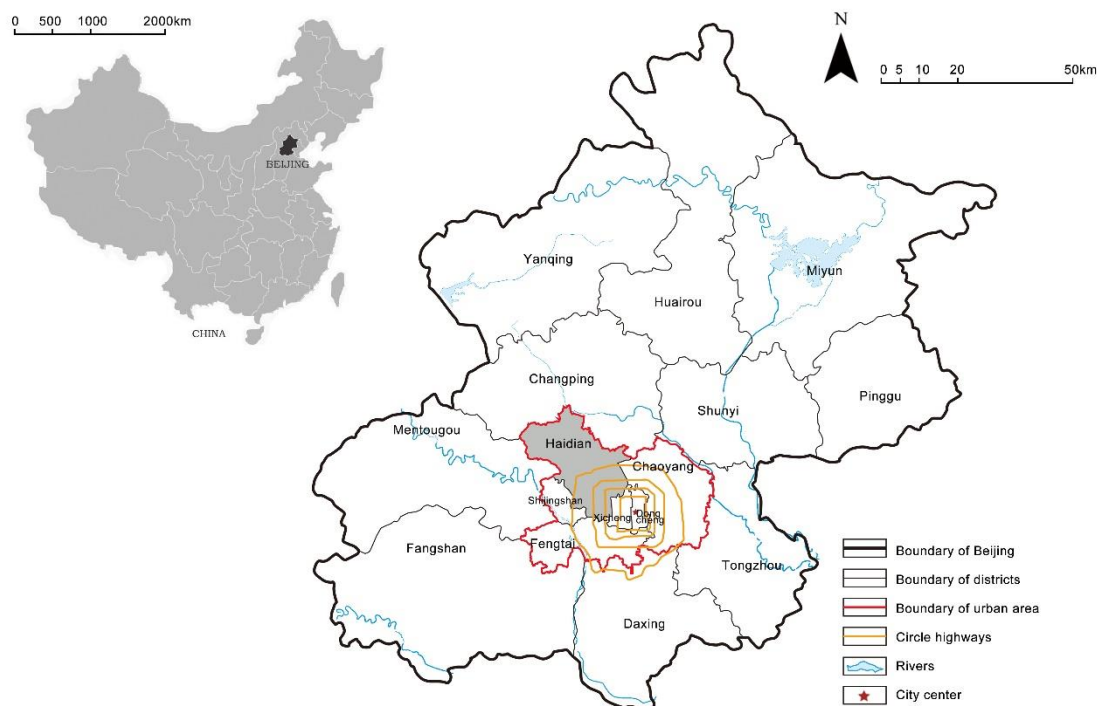 0 500 1000 2000km
BEIJING
CHINA
N
0 5 10 20 50km
Yanqing
Miyun
Huairou
Changping
Pinggu
Shunyi
Mentougou
Haidian
Chaoyang
Shijingshan
Xicheng
Dong
cheng
Fengtai
Fangshan
Tongzhou
Daxing
Boundary of Beijing
Boundary of districts
Boundary of urban area
Circle highways
Rivers
City center